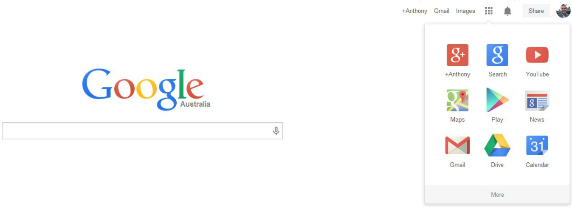 +Anthony Gmail Images Share
Google
Australia
+Anthony Search YouTube
Maps Play News
31
Gmail Drive Calendar
More